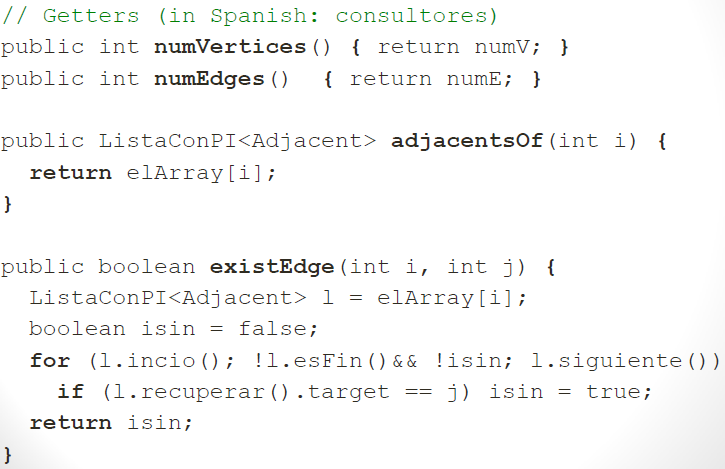 // Getters (in Spanish: consultores)
public int numVertices() { return numV; }
public int numEdges()  { return numE; }

public ListaConPI<Adjacent> adjacentsOf(int i) {
  return elArray[i];
}

public boolean existEdge(int i, int j) {
  ListaConPI<Adjacent> l = elArray[i];
  boolean isin = false;
  for (l.incio(); !l.esFin()&& !isin; l.siguiente())
    if (l.recuperar().target == j) isin = true;
  return isin;
}